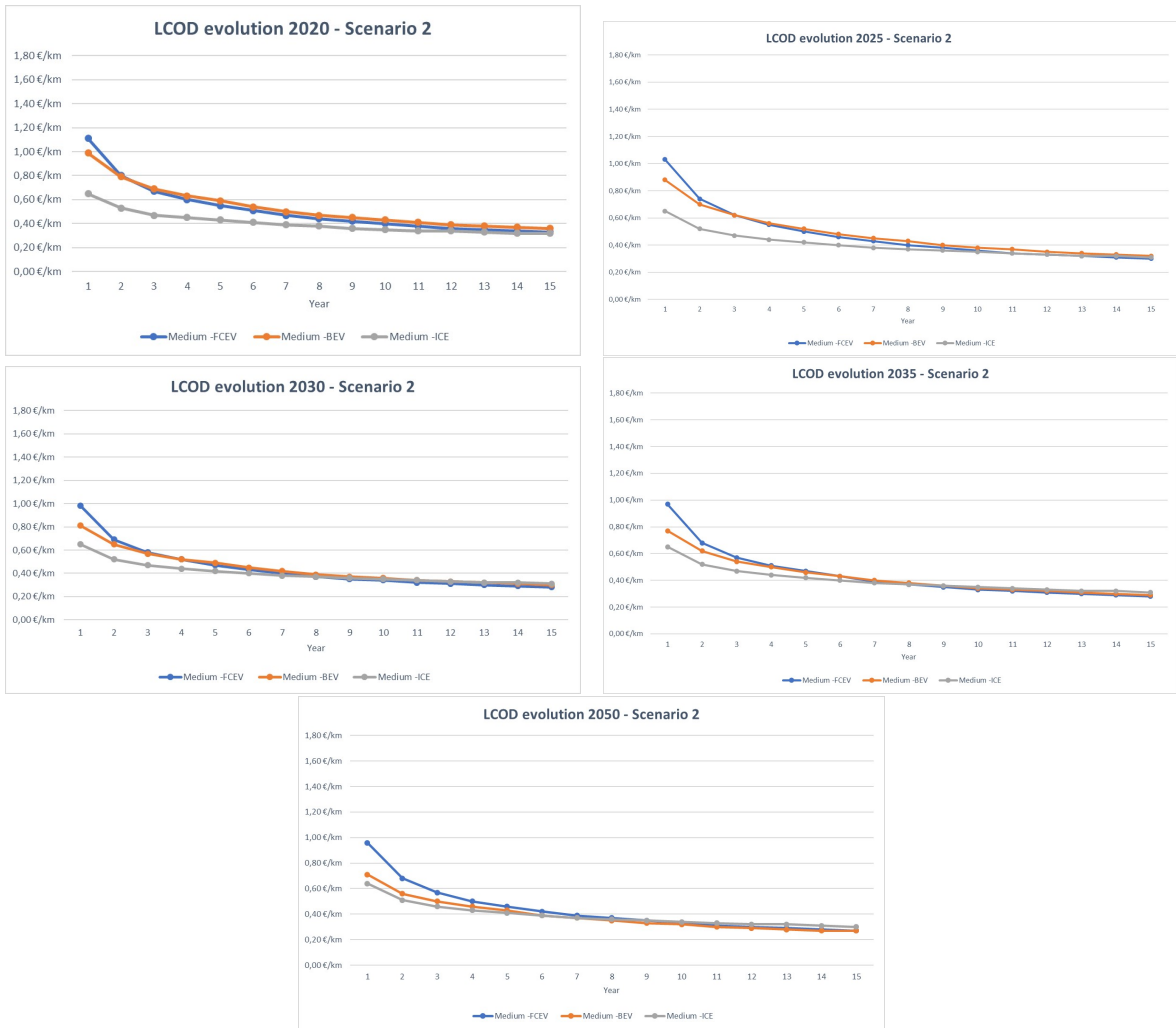 LCOD evolution 2020 - Scenario 2
1,80 €/km
1,60 €/km
1,40 €/km
1,20 €/km
1,00 €/km
0,80 €/km
0,60 €/km
0,40 €/km
0,20 €/km
0,00 €/km
1 2 3 4 5 6 7 8 9 10 11 12 13 14 15
Year
Medium -FCEV Medium -BEV Medium -ICE
LCOD evolution 2025 - Scenario 2
1,80 €/km
1,60 €/km
1,40 €/km
1,20 €/km
1,00 €/km
0,80 €/km
0,60 €/km
0,40 €/km
0,20 €/km
0,00 €/km
1 2 3 4 5 6 7 8 9 10 11 12 13 14 15
Year
Medium -FCEV Medium -BEV Medium -ICE
LCOD evolution 2030 - Scenario 2
1,80 €/km
1,60 €/km
1,40 €/km
1,20 €/km
1,00 €/km
0,80 €/km
0,60 €/km
0,40 €/km
0,20 €/km
0,00 €/km
1 2 3 4 5 6 7 8 9 10 11 12 13 14 15
Year
Medium -FCEV Medium -BEV Medium -ICE
LCOD evolution 2035 - Scenario 2
1,80 €/km
1,60 €/km
1,40 €/km
1,20 €/km
1,00 €/km
0,80 €/km
0,60 €/km
0,40 €/km
0,20 €/km
0,00 €/km
1 2 3 4 5 6 7 8 9 10 11 12 13 14 15
Year
Medium -FCEV Medium -BEV Medium -ICE
LCOD evolution 2050 - Scenario 2
1,80 €/km
1,60 €/km
1,40 €/km
1,20 €/km
1,00 €/km
0,80 €/km
0,60 €/km
0,40 €/km
0,20 €/km
0,00 €/km
1 2 3 4 5 6 7 8 9 10 11 12 13 14 15
Year
Medium -FCEV Medium -BEV Medium -ICE